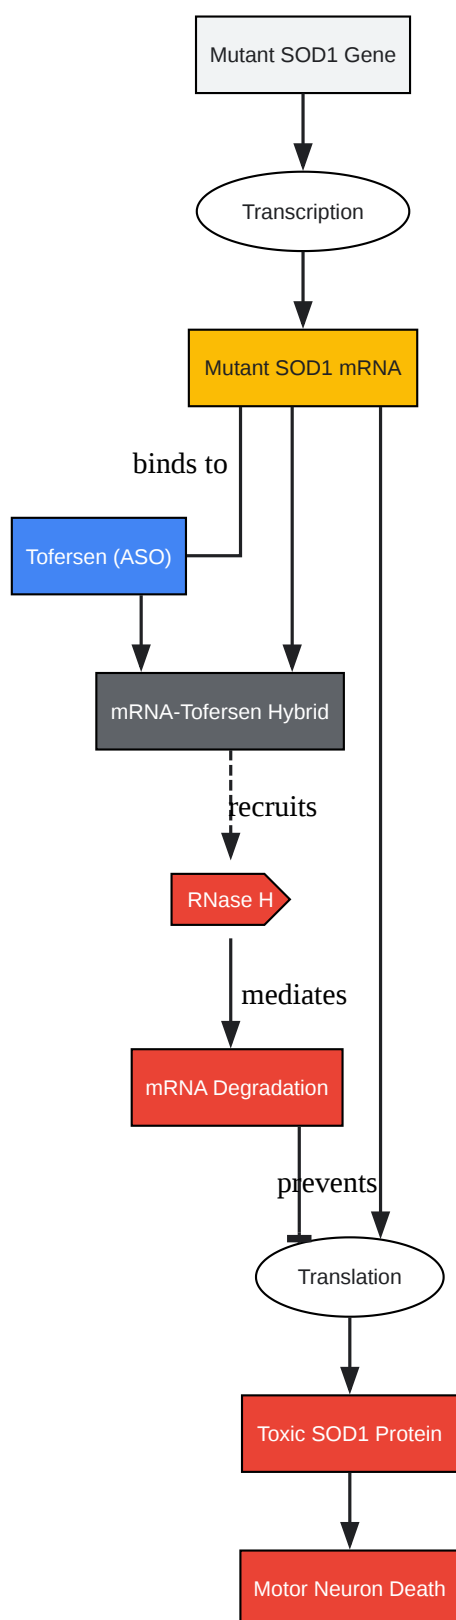 Mutant SOD1 Gene
Transcription
Mutant SOD1 mRNA
binds to
Tofersen (ASO)
mRNA-Tofersen Hybrid
recruits
RNase H
mediates
mRNA Degradation
prevents
Translation
Toxic SOD1 Protein
Motor Neuron Death